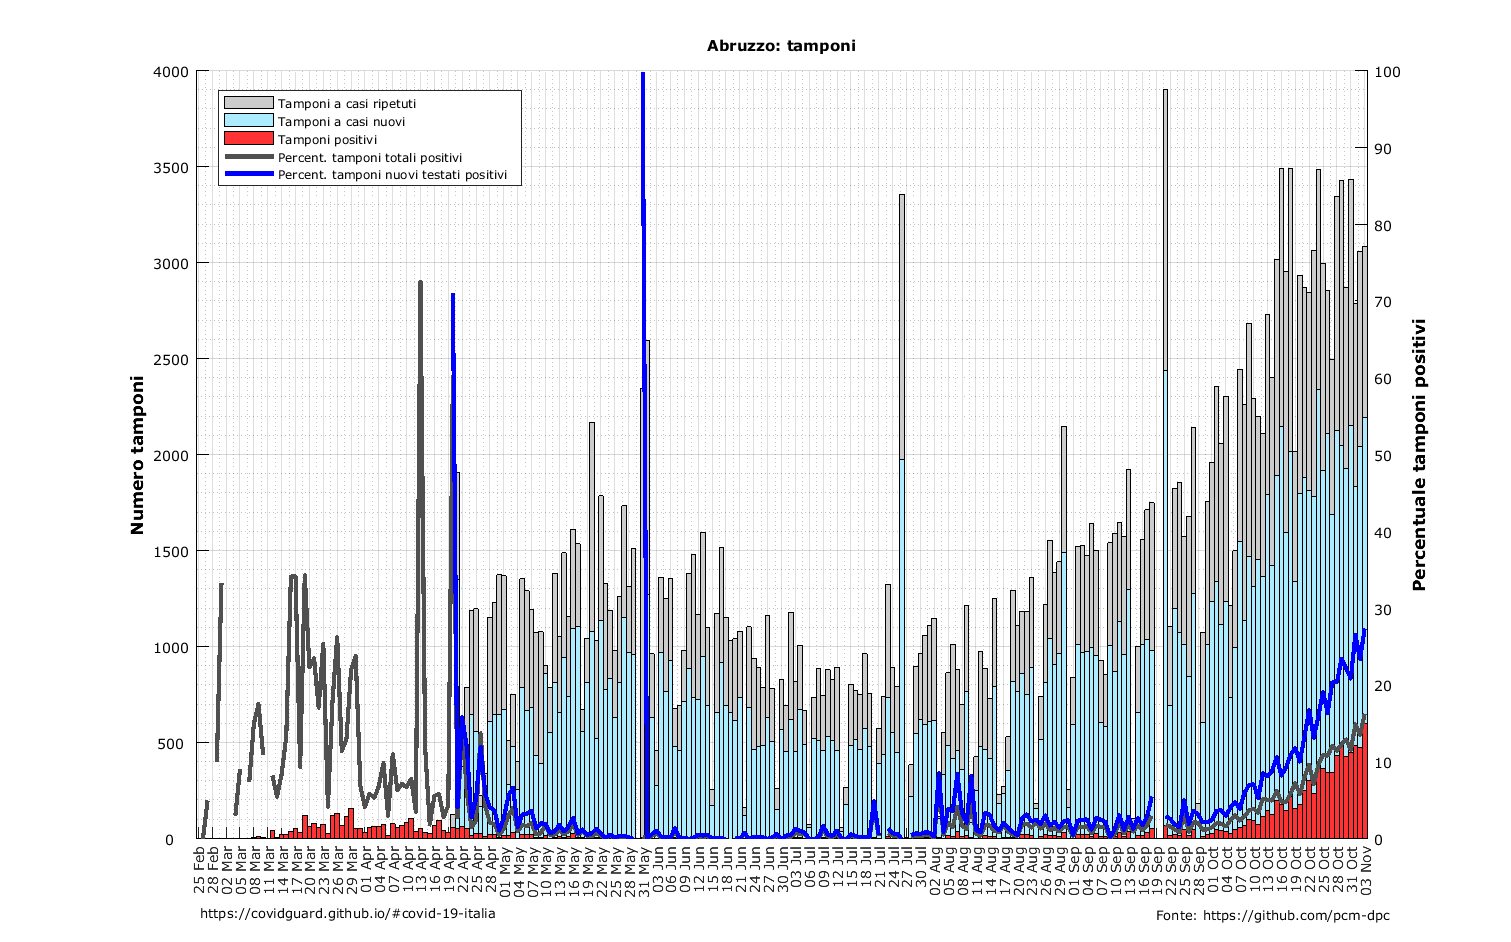 Abruzzo: tamponi
Tamponi a casi ripetuti
Tamponi a casi nuovi
Tamponi positivi
Percent. tamponi totali positivi
Percent. tamponi nuovi testati positivi
Numero tamponi
4000
3500
3000
2500
2000
1500
1000
500
0
Percentuale tamponi positivi
100
90
80
70
60
50
40
30
20
10
0
25 Feb
28 Feb
02 Mar
05 Mar
08 Mar
11 Mar
14 Mar
17 Mar
20 Mar
23 Mar
26 Mar
29 Mar
01 Apr
04 Apr
07 Apr
10 Apr
13 Apr
16 Apr
19 Apr
22 Apr
25 Apr
28 Apr
01 May
04 May
07 May
10 May
13 May
16 May
19 May
22 May
25 May
28 May
31 May
03 Jun
06 Jun
09 Jun
12 Jun
15 Jun
18 Jun
21 Jun
24 Jun
27 Jun
30 Jun
03 Jul
06 Jul
09 Jul
12 Jul
15 Jul
18 Jul
21 Jul
24 Jul
27 Jul
30 Jul
02 Aug
05 Aug
08 Aug
11 Aug
14 Aug
17 Aug
20 Aug
23 Aug
26 Aug
29 Aug
01 Sep
04 Sep
07 Sep
10 Sep
13 Sep
16 Sep
19 Sep
22 Sep
25 Sep
28 Sep
01 Oct
04 Oct
07 Oct
10 Oct
13 Oct
16 Oct
19 Oct
22 Oct
25 Oct
28 Oct
31 Oct
03 Nov
https://covidguard.github.io/#covid-19-italia
Fonte: https://github.com/pcm-dpc